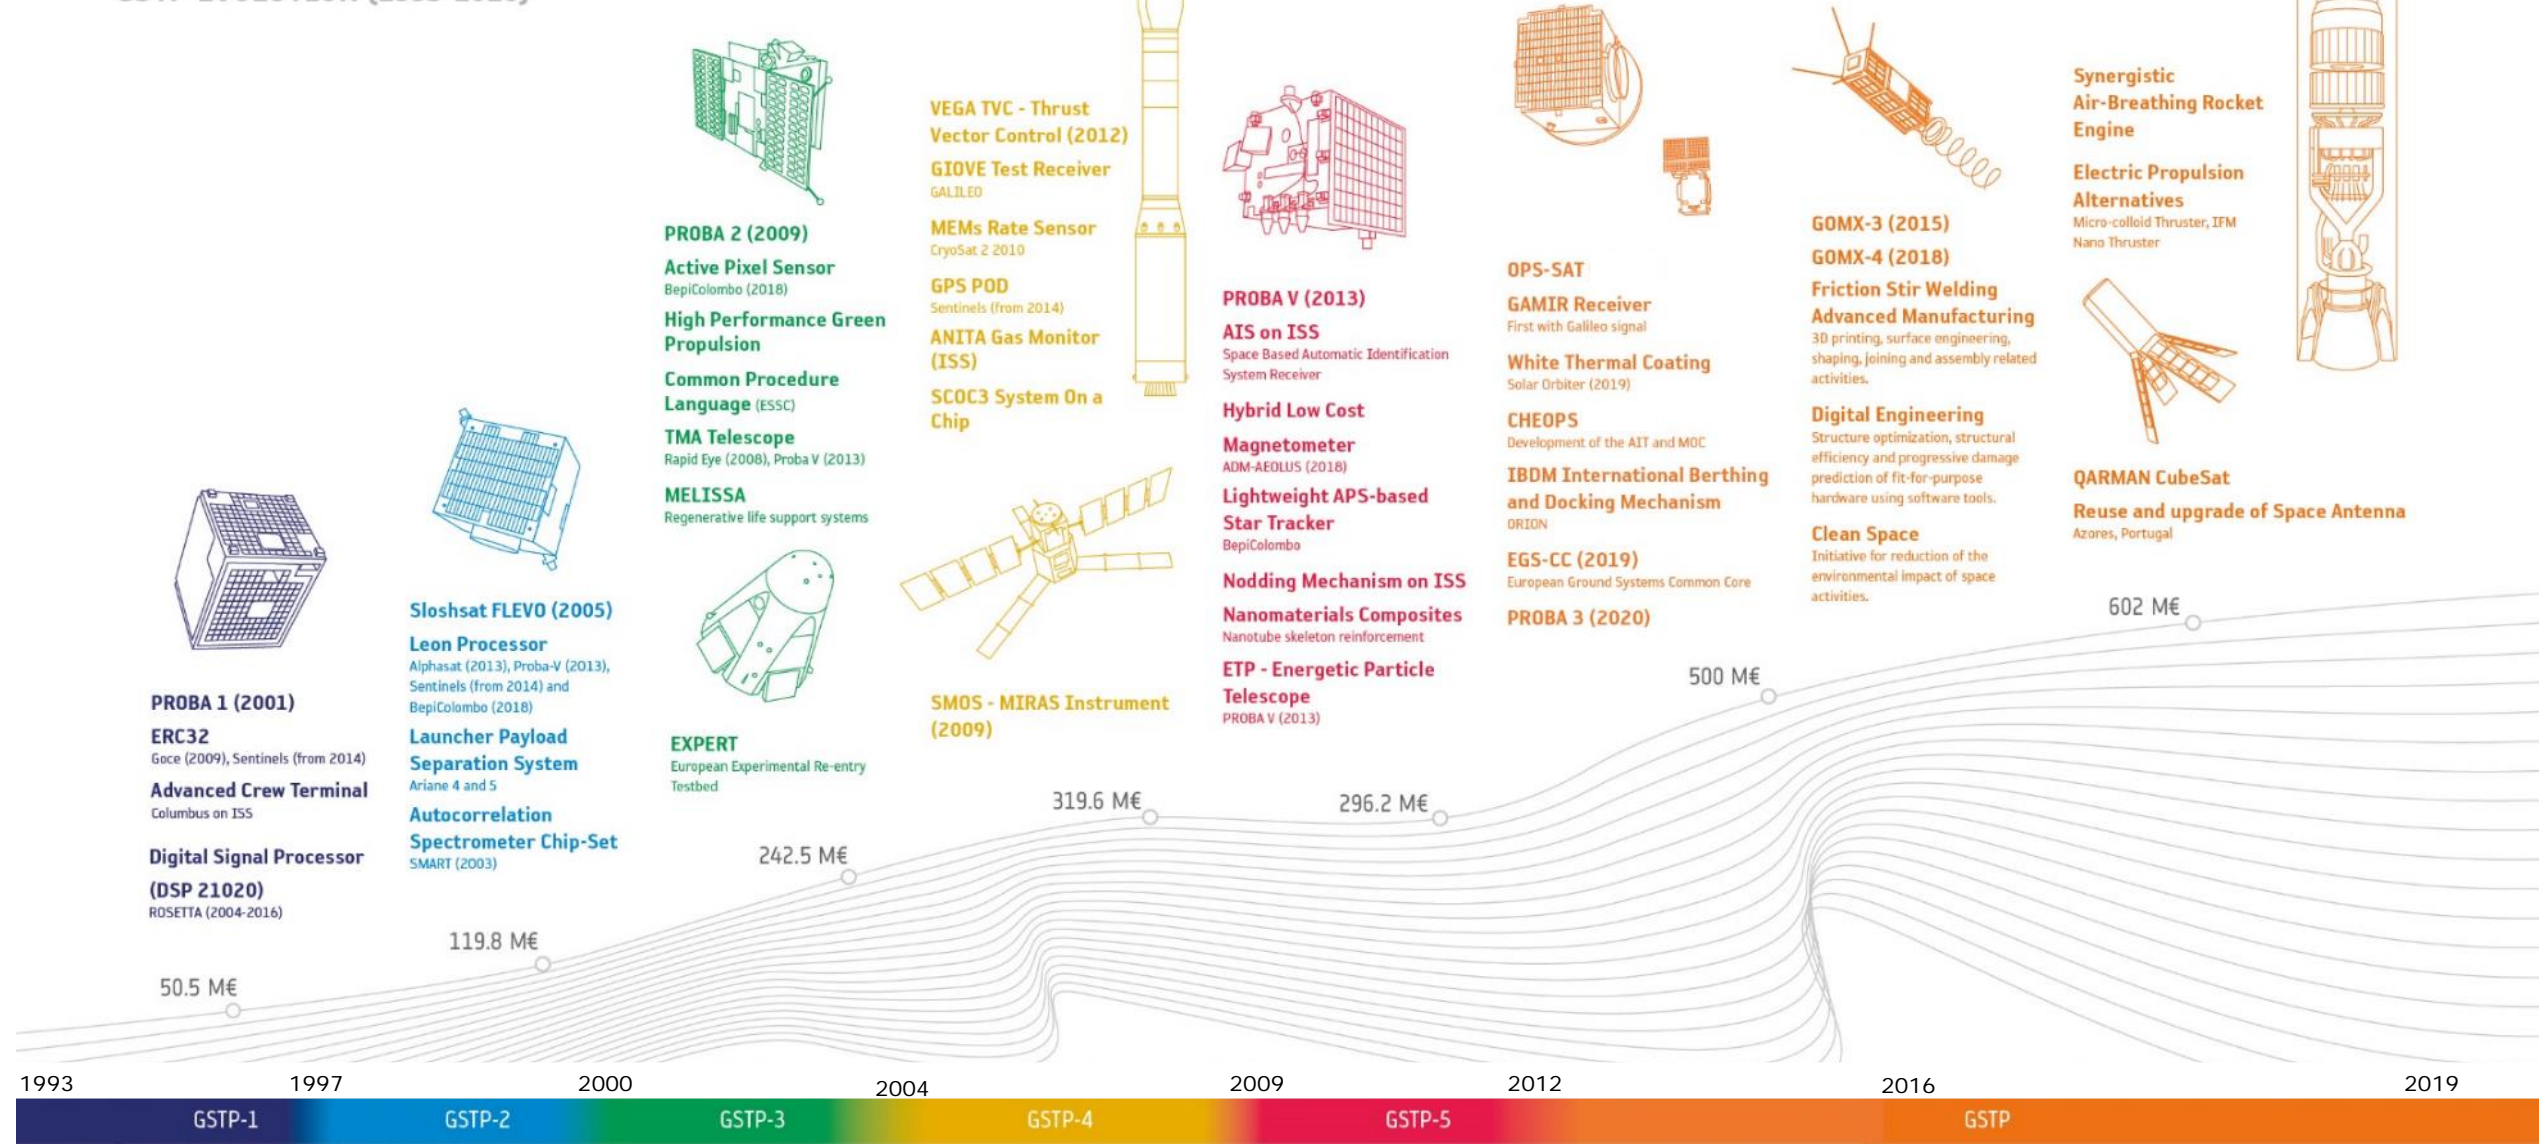 PROBA 1 (2001)
ERC32
Goce (2009), Sentinels (from 2014)
Advanced Crew Terminal
Columbus on ISS
Digital Signal Processor
(DSP 21020)
ROSETTA (2004-2016)
Sloshsat FLEVO (2005)
Leon Processor
Alphasat (2013), Proba-V (2013),
Sentinels (from 2014) and
BepiColombo (2018)
Launcher Payload
Separation System
Ariane 4 and 5
Autocorrelation
Spectrometer Chip-Set
SMART (2003)
PROBA 2 (2009)
Active Pixel Sensor
BepiColombo (2018)
High Performance Green
Propulsion
Common Procedure
Language (ESSC)
TMA Telescope
Rapid Eye (2008), Proba V (2013)
MELISSA
Regenerative life support systems
EXPERT
European Experimental Re-entry
Testbed
VEGA TVC - Thrust
Vector Control (2012)
GIOVE Test Receiver
GALILEO
MEMs Rate Sensor
CryoSat 2 2010
GPS POD
Sentinels (from 2014)
ANITA Gas Monitor
(ISS)
SCOC3 System On a
Chip
SMOS - MIRAS Instrument
(2009)
PROBA V (2013)
AIS on ISS
Space Based Automatic Identification
System Receiver
Hybrid Low Cost
Magnetometer
ADM-AEOLUS (2018)
Lightweight APS-based
Star Tracker
BepiColombo
Nodding Mechanism on ISS
Nanomaterials Composites
Nanotube skeleton reinforcement
ETP - Energetic Particle
Telescope
PROBA V (2013)
OPS-SAT
GAMIR Receiver
First with Galileo signal
White Thermal Coating
Solar Orbiter (2019)
CHEOPS
Development of the AIT and MOC
IBDM International Berthing
and Docking Mechanism
ORION
EGS-CC (2019)
European Ground Systems Common Core
PROBA 3 (2020)
GOMX-3 (2015)
GOMX-4 (2018)
Friction Stir Welding
Advanced Manufacturing
3D printing, surface engineering,
shaping, joining and assembly related
activities.
Digital Engineering
Structure optimization, structural
efficiency and progressive damage
prediction of fit-for-purpose
hardware using software tools.
Clean Space
Initiative for reduction of the
environmental impact of space
activities.
Synergistic
Air-Breathing Rocket
Engine
Electric Propulsion
Alternatives
Micro-colloid Thruster, IFM
Nano Thruster
QARMAN CubeSat
Reuse and upgrade of Space Antenna
Azores, Portugal
50.5 M€
119.8 M€
242.5 M€
319.6 M€
296.2 M€
500 M€
602 M€
1993 1997 2000 2004 2009 2012 2016 2019
GSTP-1 GSTP-2 GSTP-3 GSTP-4 GSTP-5 GSTP